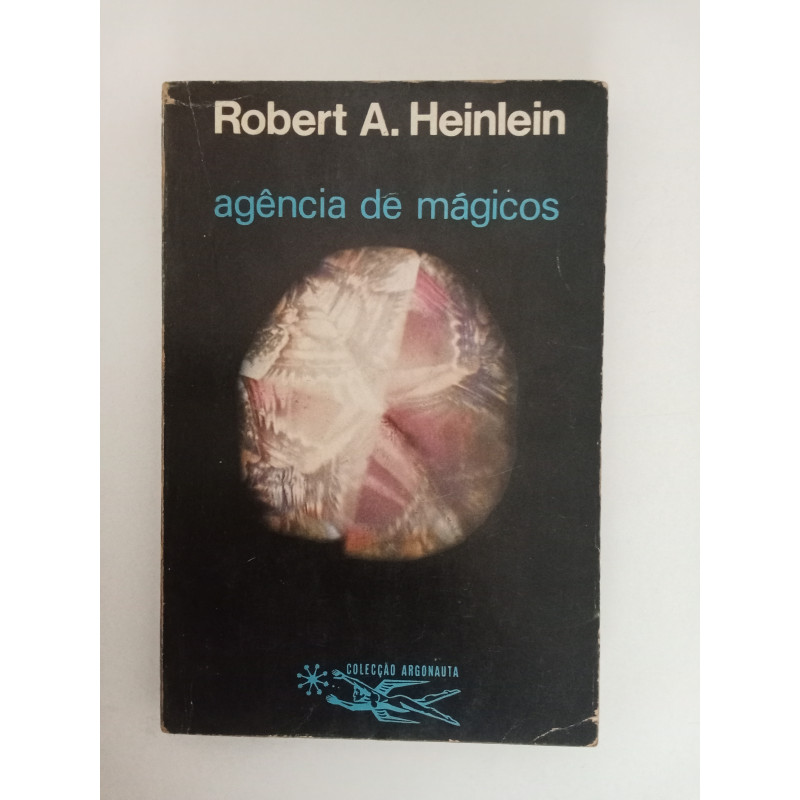 Robert A. Heinlein
agência de mágicos
COLECÇÃO ARGONAUTA